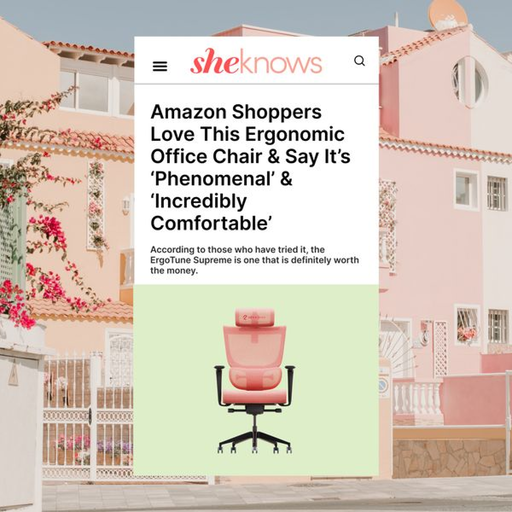 sheknows
Amazon Shoppers
Love This Ergonomic
Office Chair & Say It’s
‘Phenomenal’ &
‘Incredibly
Comfortable’
According to those who have tried it, the
ErgoTune Supreme is one that is definitely worth
the money.